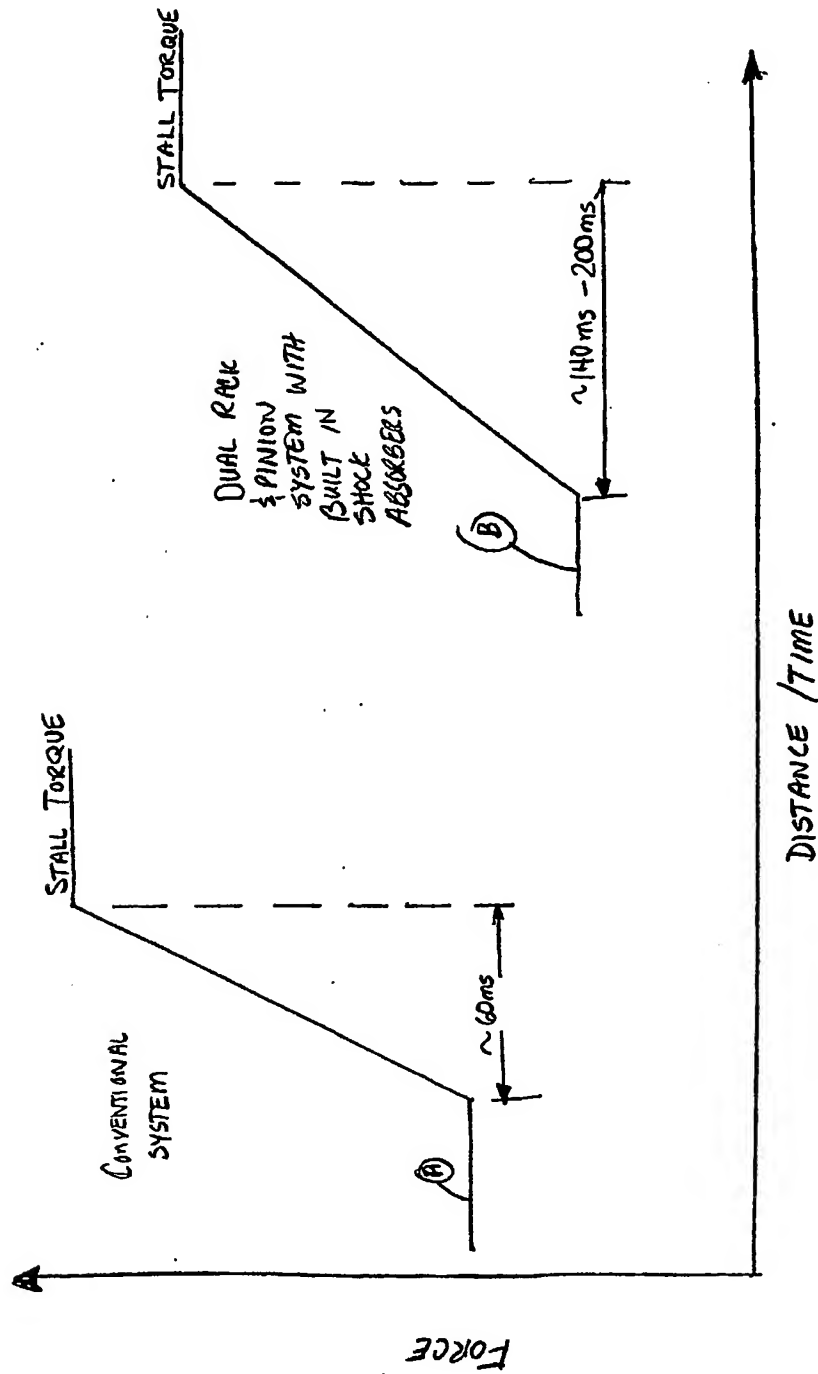 STALL TORQUE
CONVENTIONAL
SYSTEM
A
~60ms
STALL TORQUE
DUAL RACK
& PINION
SYSTEM WITH
BUILT IN
SHOCK
ABSORBERS
B
~140ms - 200ms
FORCE
DISTANCE / TIME